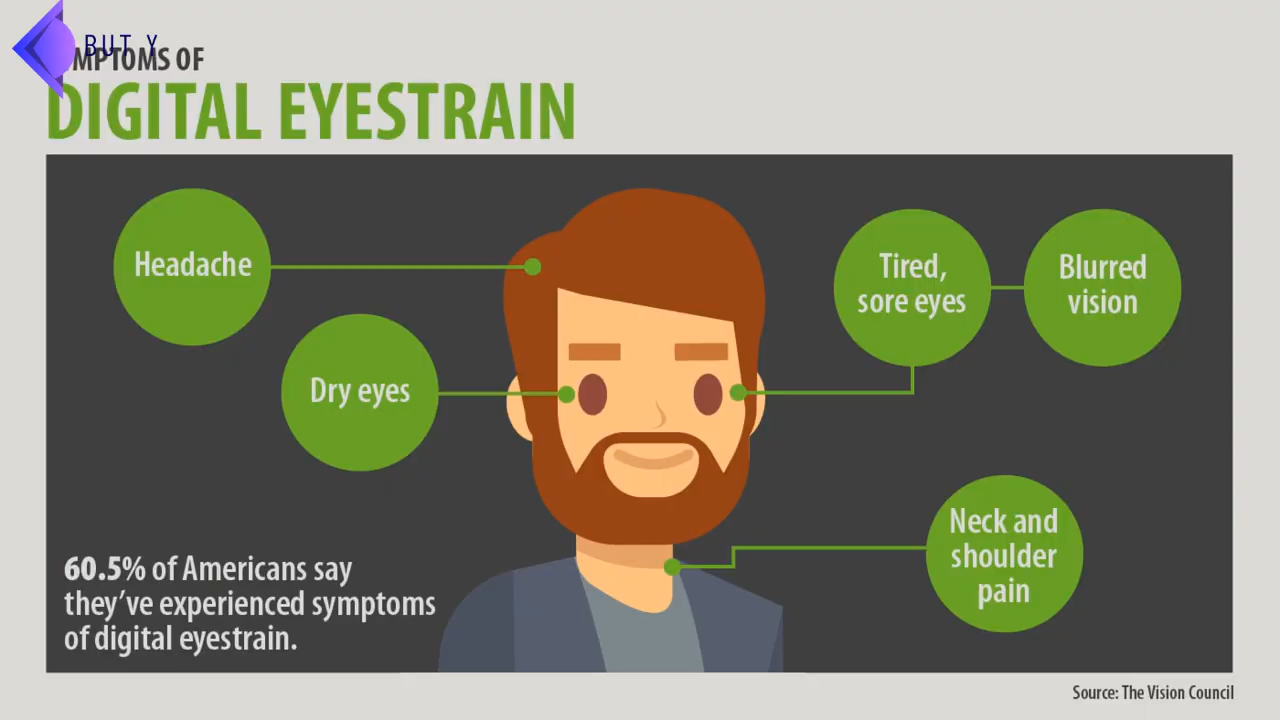 BUT Y
MPTOMS OF
DIGITAL EYESTRAIN
Headache
Dry eyes
Tired,
sore eyes
Blurred
vision
Neck and
shoulder
pain
60.5% of Americans say
they’ve experienced symptoms
of digital eyestrain.
Source: The Vision Council